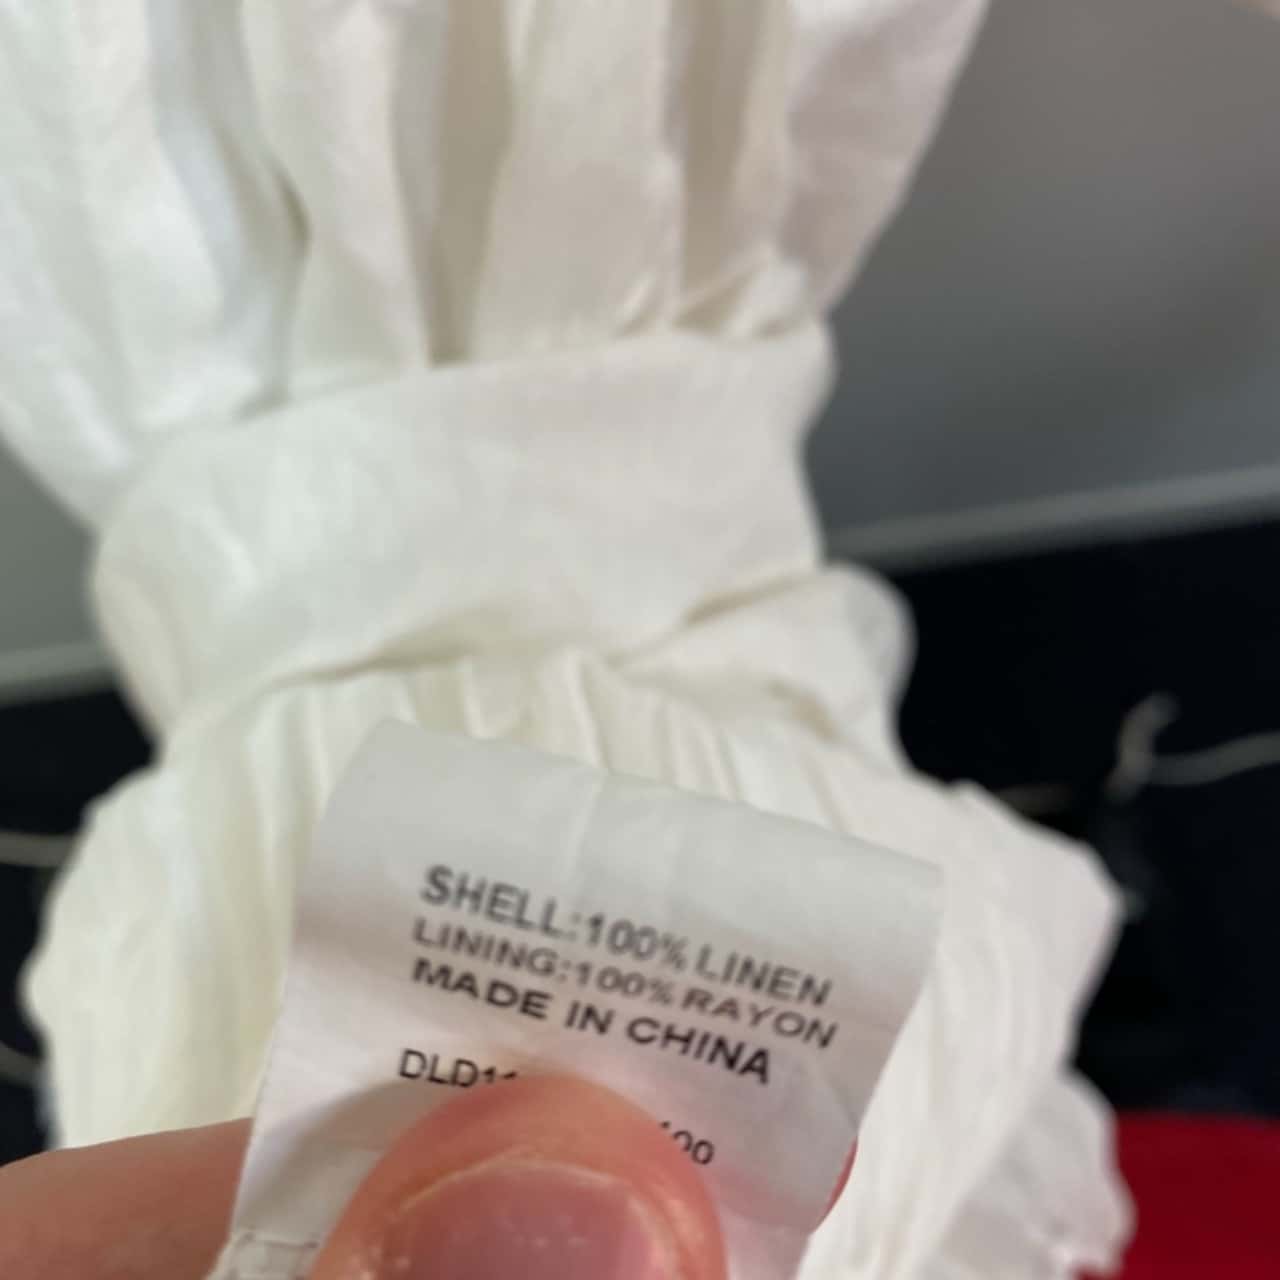 SHELL:100% LINEN
LINING:100% RAYON
MADE IN CHINA